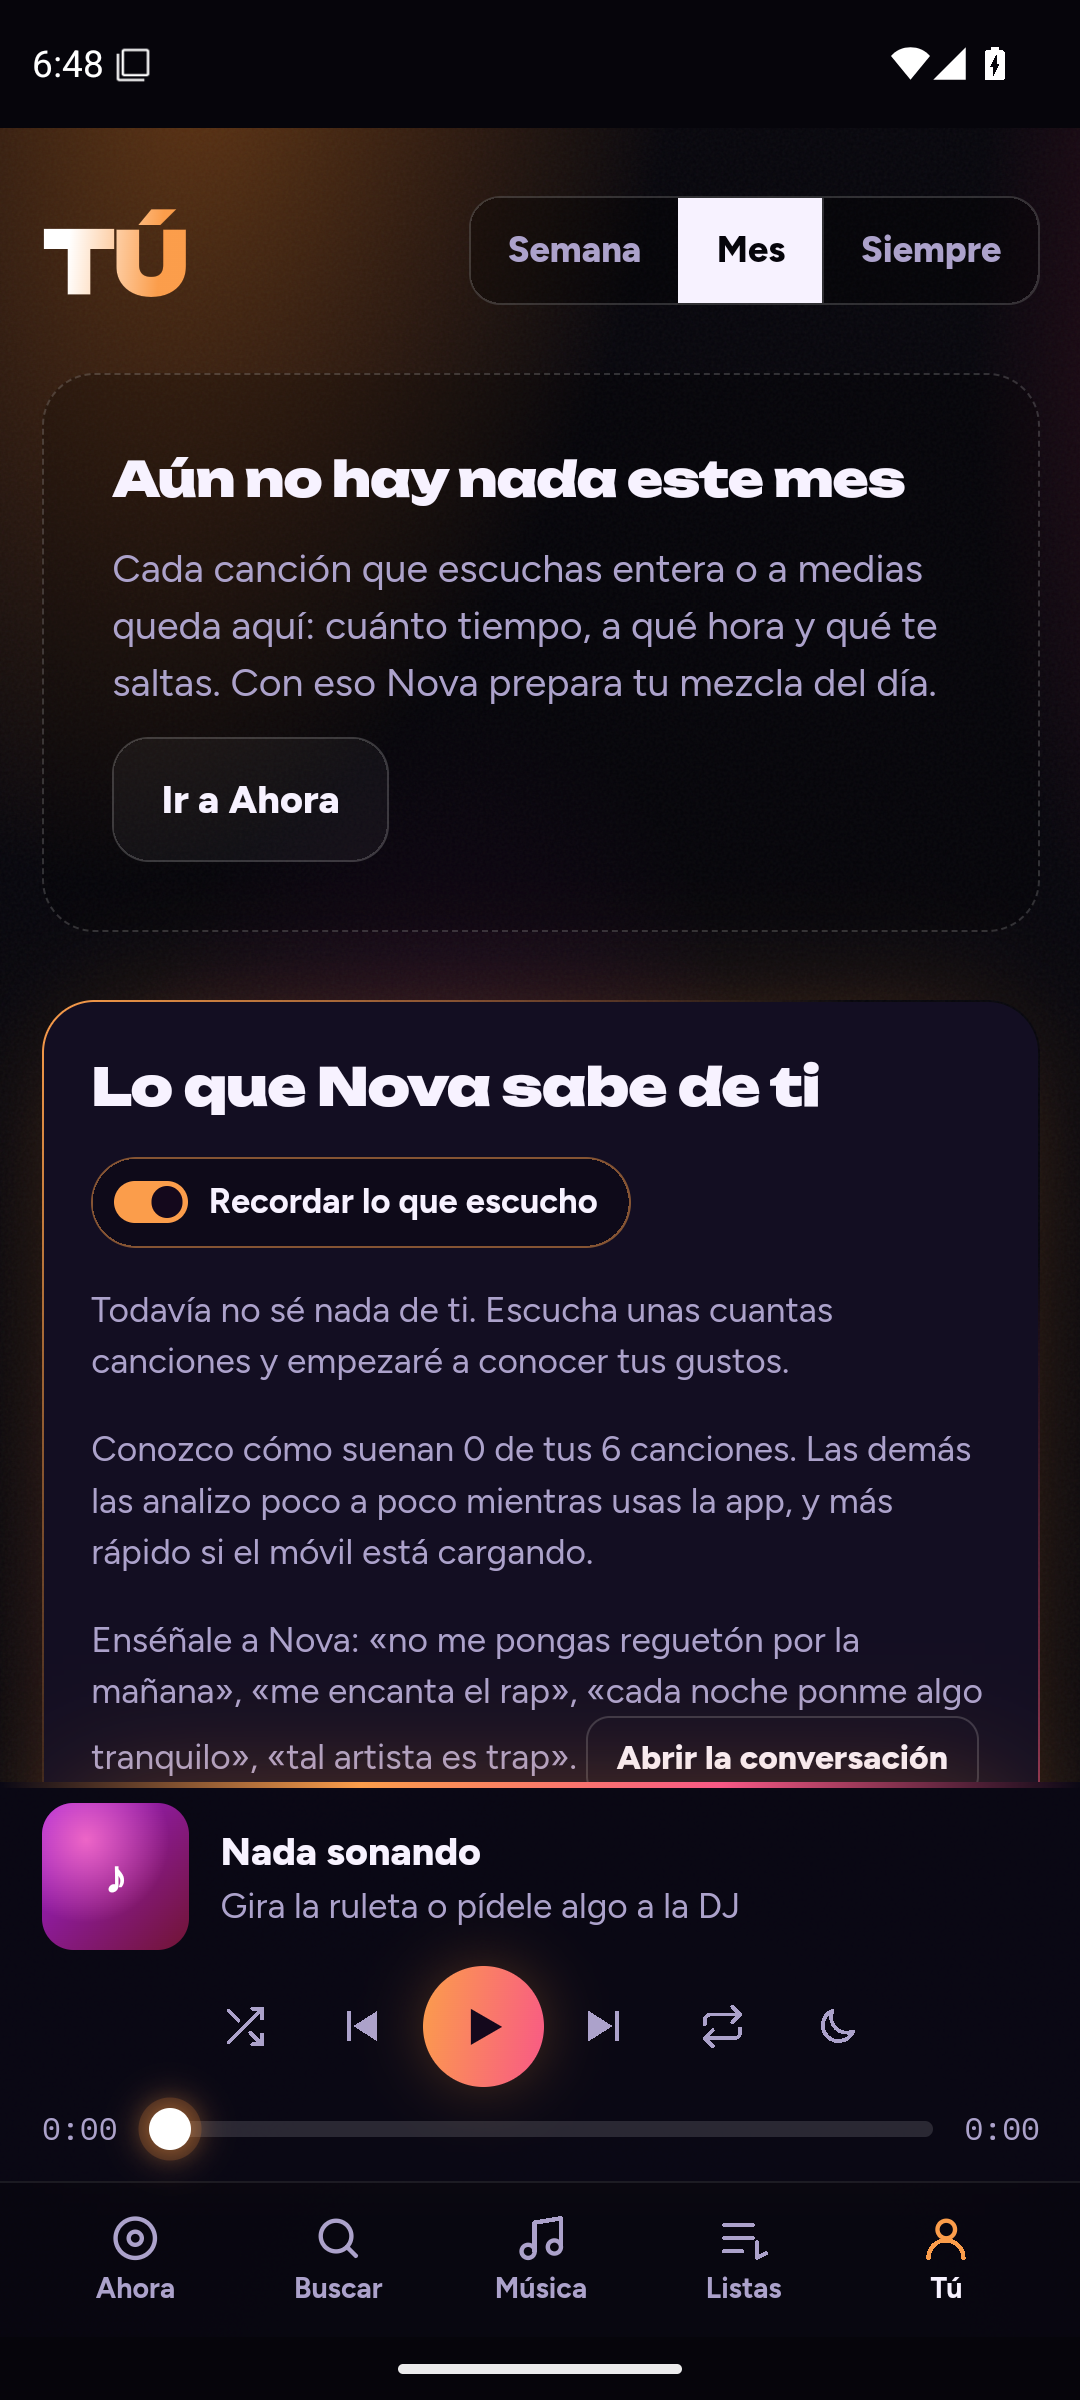 6:48
TÚ
Semana
Mes
Siempre
Aún no hay nada este mes
Cada canción que escuchas entera o a medias
queda aquí: cuánto tiempo, a qué hora y qué te
saltas. Con eso Nova prepara tu mezcla del día.
Ir a Ahora
Lo que Nova sabe de ti
Recordar lo que escucho
Todavía no sé nada de ti. Escucha unas cuantas
canciones y empezaré a conocer tus gustos.
Conozco cómo suenan 0 de tus 6 canciones. Las demás
las analizo poco a poco mientras usas la app, y más
rápido si el móvil está cargando.
Enséñale a Nova: «no me pongas reguetón por la
mañana», «me encanta el rap», «cada noche ponme algo
tranquilo», «tal artista es trap». Abrir la conversación
Nada sonando
Gira la ruleta o pídele algo a la DJ
0:00
0:00
Ahora
Buscar
Música
Listas
Tú